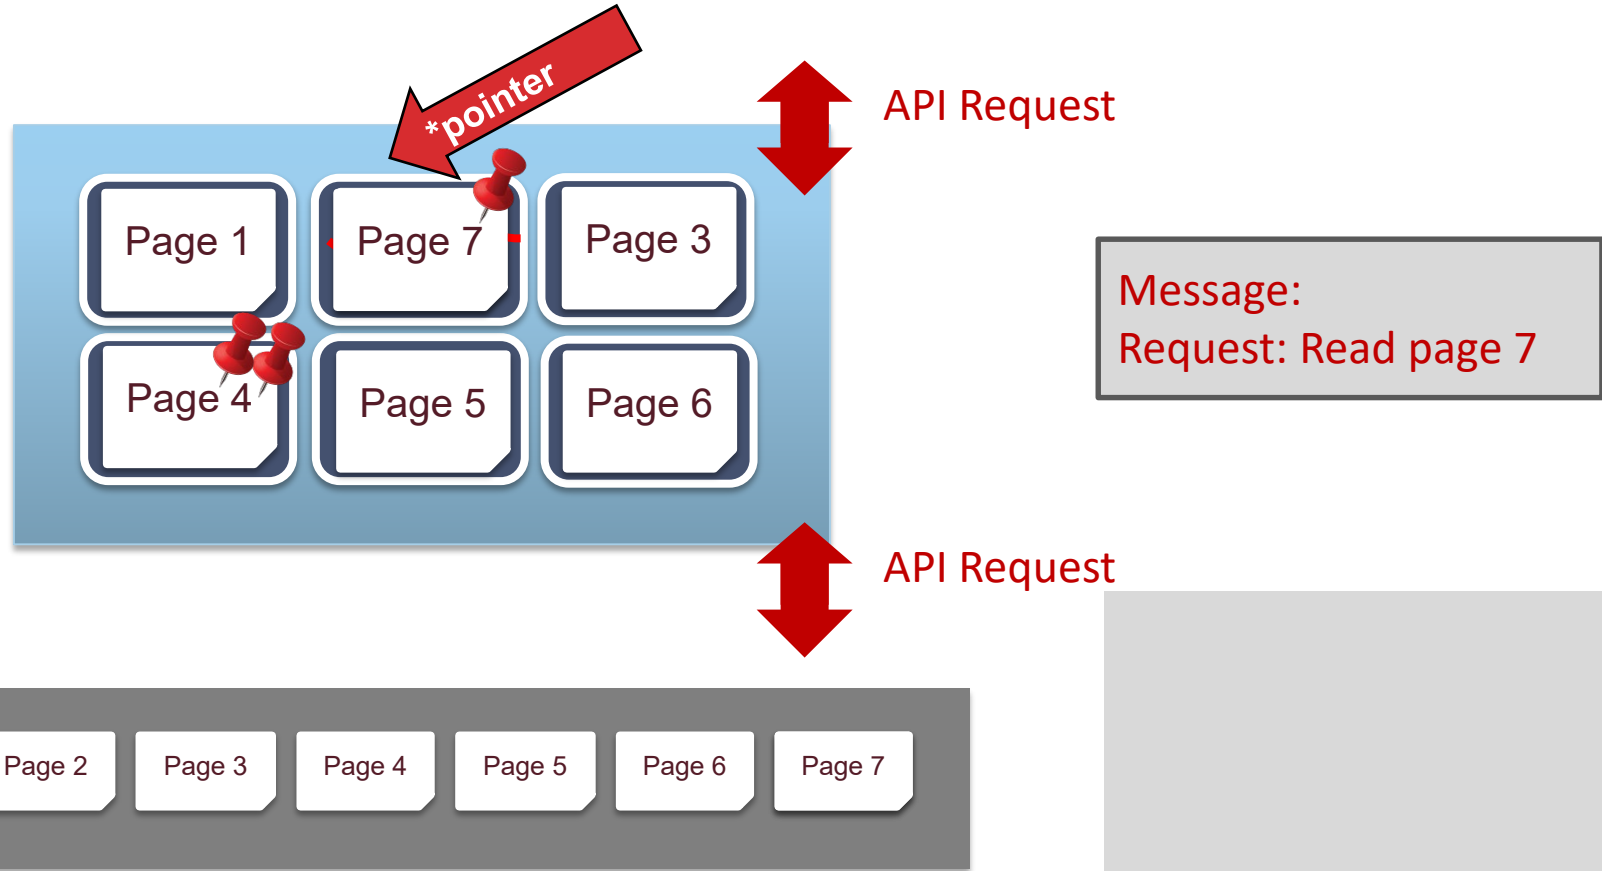 *pointer
API Request
Page 1
Page 7
Page 3
Message:
Request: Read page 7
Page 4
Page 5
Page 6
API Request
Page 2
Page 3
Page 4
Page 5
Page 6
Page 7